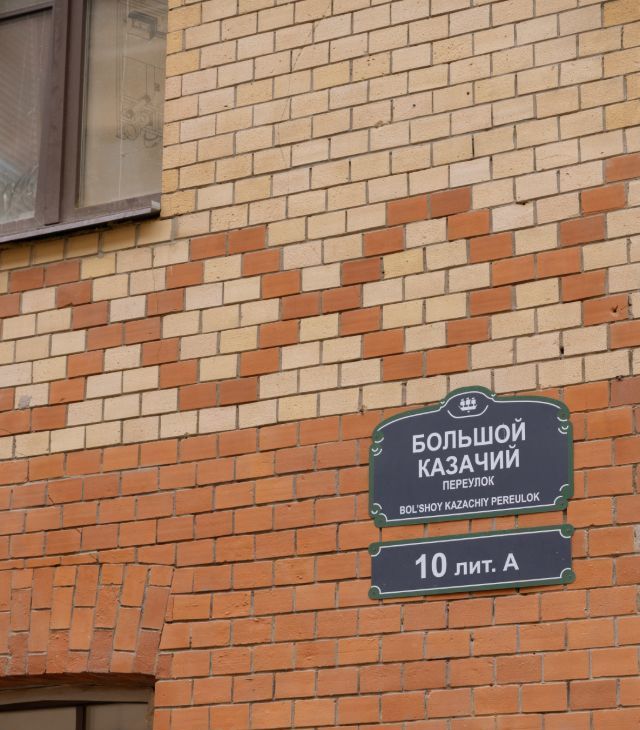 БОЛЬШОЙ
КАЗАЧИЙ
ПЕРЕУЛОК
BOL'SHOY KAZACHIY PEREULOK
10 лит. А